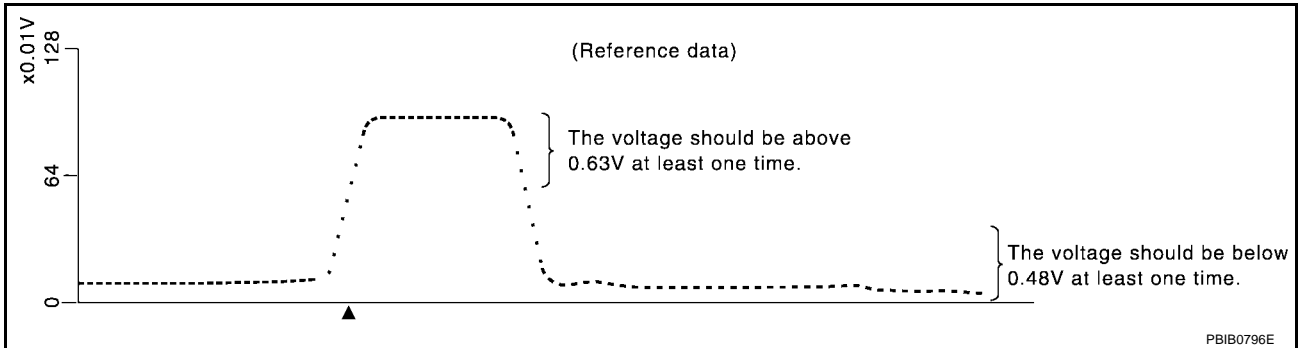 x0.01V
128
(Reference data)
The voltage should be above
0.63V at least one time.
64
The voltage should be below
0.48V at least one time.
0
PBIB0796E